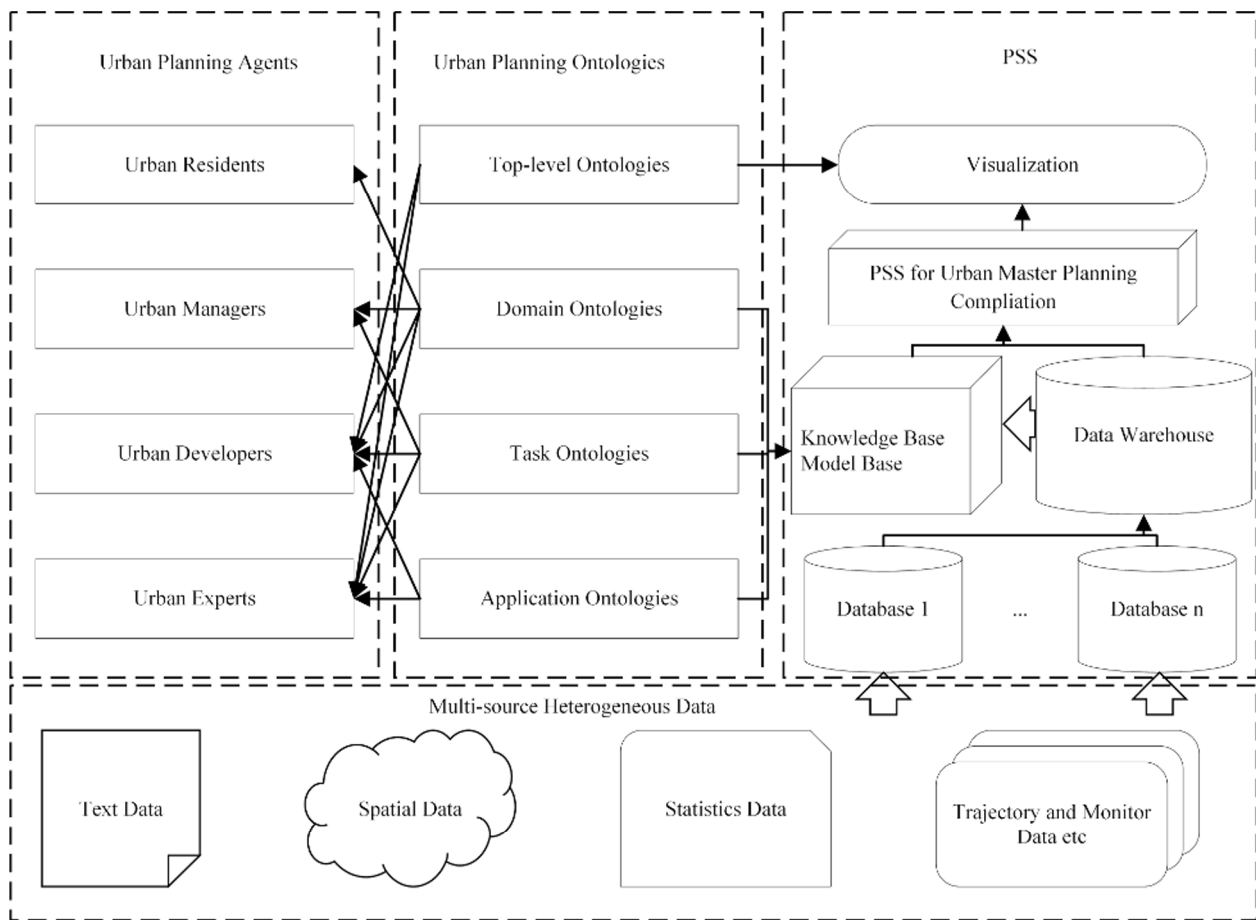 Urban Planning Agents
Urban Residents
Urban Managers
Urban Developers
Urban Experts
Urban Planning Ontologies
Top-level Ontologies
Domain Ontologies
Task Ontologies
Application Ontologies
PSS
Visualization
PSS for Urban Master Planning
Compliation
Knowledge Base
Model Base
Data Warehouse
Database 1
...
Database n
Multi-source Heterogeneous Data
Text Data
Spatial Data
Statistics Data
Trajectory and Monitor
Data etc